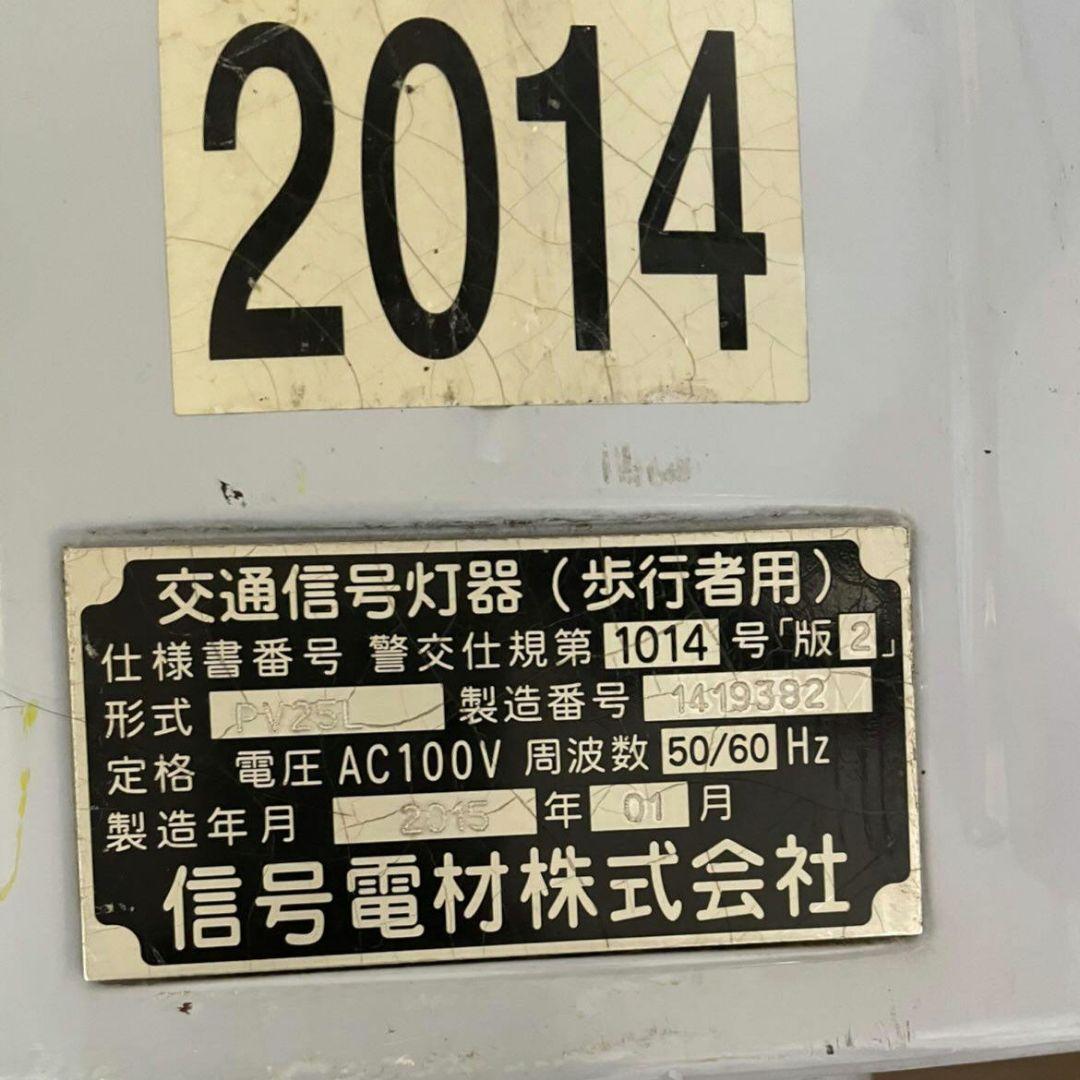 2014
交通信号灯器(歩行者用)
仕様書番号 警交仕規第 1014 号「版 2」
形式 PV25L 製造番号 1419382
定格 電圧 AC100V 周波数 50/60 Hz
製造年月 2015 年 01 月
信号電材株式会社